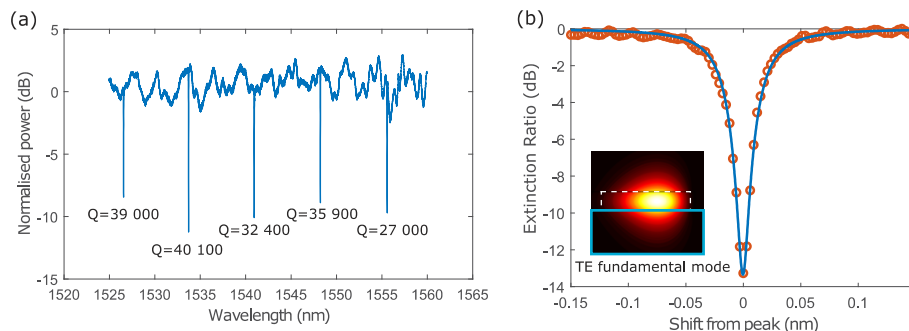 (a)
5
0
-5
-10
-15
Normalised power (dB)
Q=39 000
Q=40 100
Q=32 400
Q=35 900
Q=27 000
1520 1525 1530 1535 1540 1545 1550 1555 1560 1565
Wavelength (nm)
(b)
0
-2
-4
-6
-8
-10
-12
-14
Extinction Ratio (dB)
TE fundamental mode
-0.15 -0.1 -0.05 0 0.05 0.1
Shift from peak (nm)